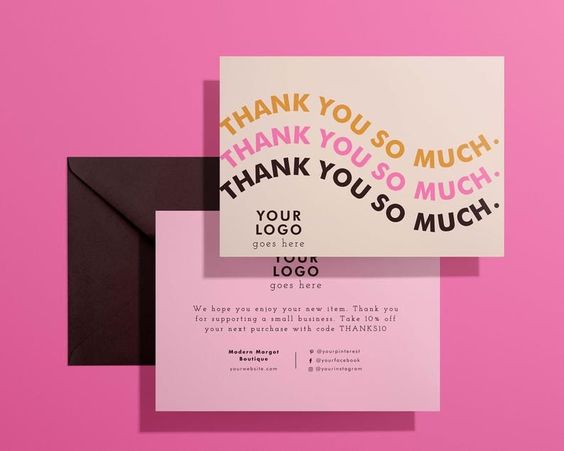 THANK YOU SO MUCH.
THANK YOU SO MUCH.
THANK YOU SO MUCH.
YOUR
LOGO
goes here
YOUR
LOGO
goes here
We hope you enjoy your new item. Thank you
for supporting a small business. Take 10% off
your next purchase with code THANKS10
Modern Margot
Boutique
yourwebsite.com
@yourpinterest
@yourfacebook
@yourinstagram